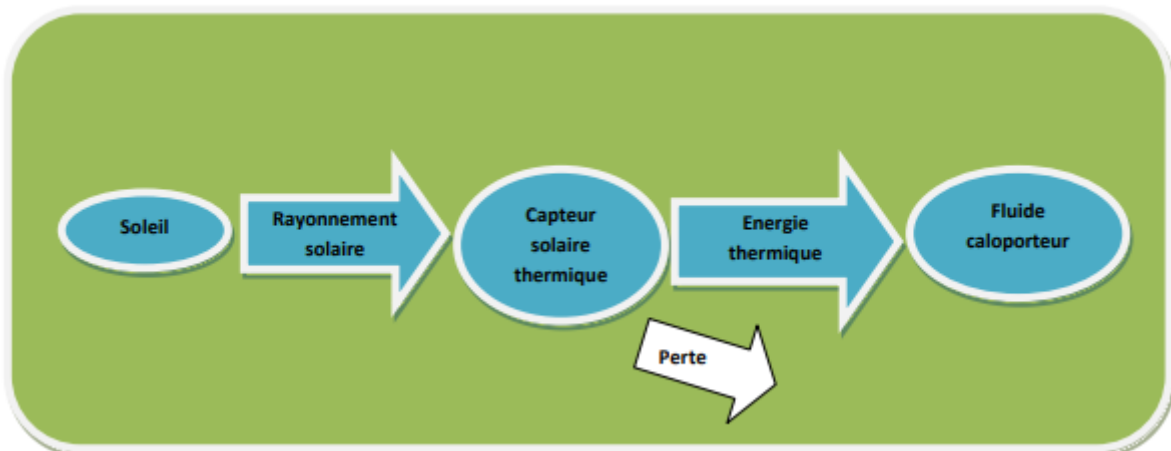 Soleil
Rayonnement
solaire
Capteur
solaire
thermique
Energie
thermique
Fluide
caloporteur
Perte